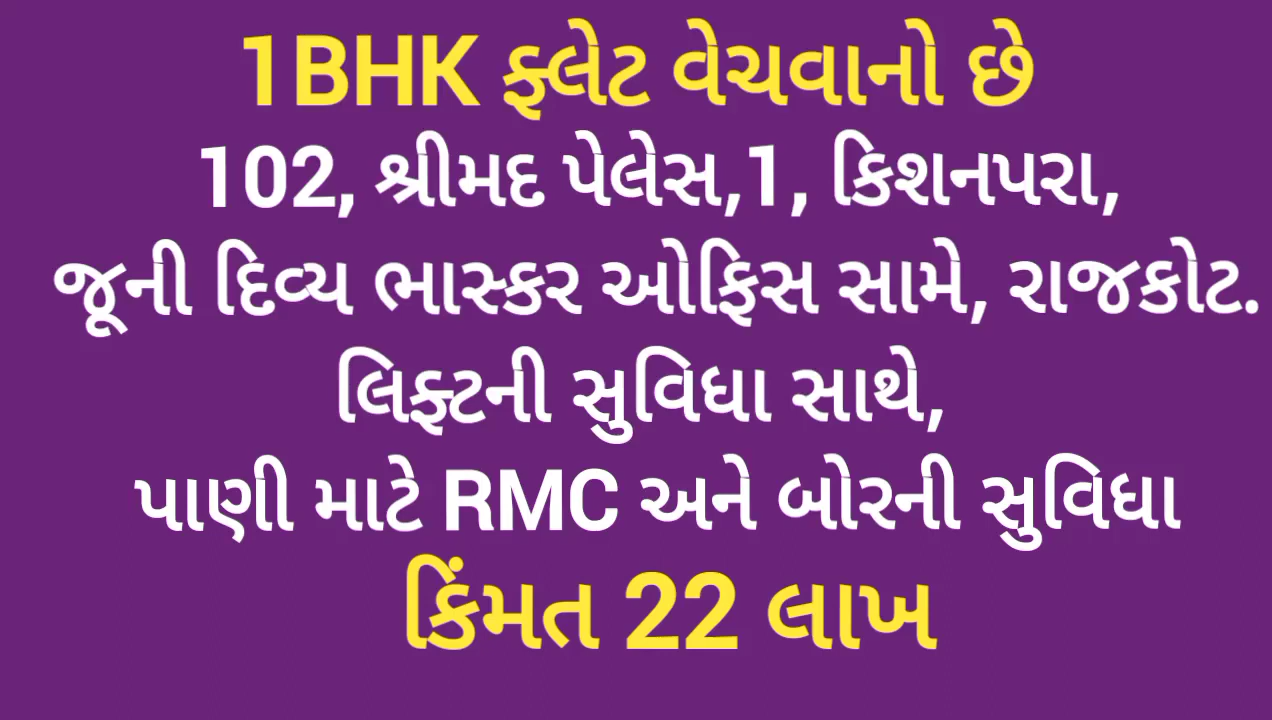 1BHK ફ્લેટ વેચવાનો છે
102, શ્રીમદ પેલેસ,1, કિશનપરા,
જૂની દિવ્ય ભાસ્કર ઓફિસ સામે, રાજકોટ.
લિફ્ટની સુવિધા સાથે,
પાણી માટે RMC અને બોરની સુવિધા
કિંમત 22 લાખ